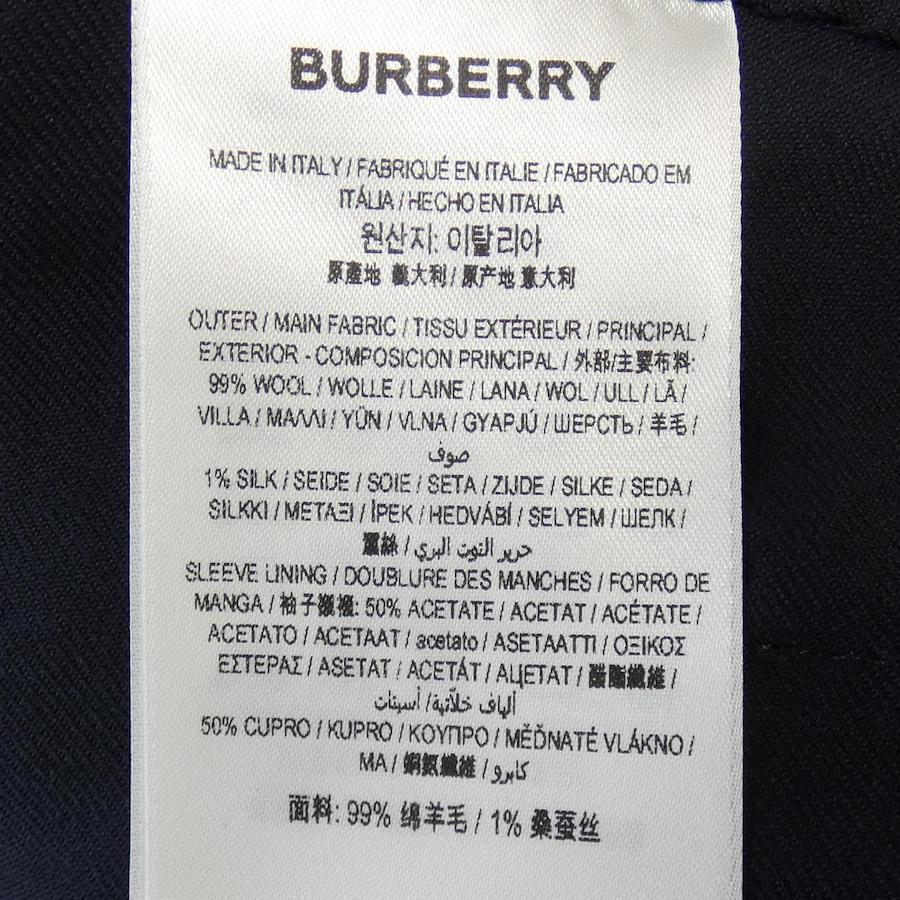 BURBERRY
MADE IN ITALY / FABRIQUÉ EN ITALIE / FABRICADO EM
ITÁLIA / HECHO EN ITALIA
원산지: 이탈리아
原產地 義大利 / 原产地 意大利
OUTER / MAIN FABRIC / TISSU EXTÉRIEUR / PRINCIPAL /
EXTERIOR - COMPOSICION PRINCIPAL / 外部/主要布料:
99% WOOL / WOLLE / LAINE / LANA / WOL / ULL / LÃ /
VILLA / ΜΑΛΛΙ / YÜN / VLNA / GYAPJÚ / ШЕРСТЬ / 羊毛 /
صوف
1% SILK / SEIDE / SOIE / SETA / ZIJDE / SILKE / SEDA /
SILKKI / ΜΕΤΑΞΙ / İPEK / HEDVÁBÍ / SELYEM / ШЕЛК /
蠶絲 / حرير التوت البري
SLEEVE LINING / DOUBLURE DES MANCHES / FORRO DE
MANGA / 袖子襯裡: 50% ACETATE / ACETAT / ACÉTATE /
ACETATO / ACETAAT / acetato / ASETAATTI / ΟΞΙΚΟΣ
ΕΣΤΕΡΑΣ / ASETAT / ACETÁT / АЦЕТАТ / 醋酯纖維 /
ألياف خلاّتية/ أسيتات
50% CUPRO / KUPRO / ΚΟΥΠΡΟ / MĚĎNATÉ VLÁKNO /
МА / 銅氨纖維 / كابرو
面料: 99% 绵羊毛 / 1% 桑蚕丝